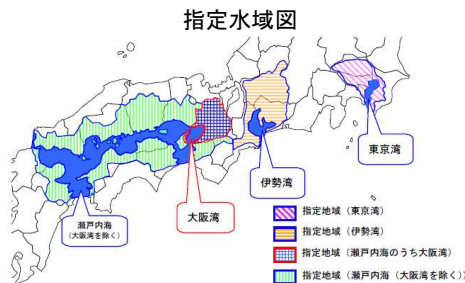 指定水域図
東京湾
伊勢湾
大阪湾
瀬戸内海
(大阪湾を除く)
指定地域(東京湾)
指定地域(伊勢湾)
指定地域(瀬戸内海のうち大阪湾)
指定地域(瀬戸内海(大阪湾を除く))